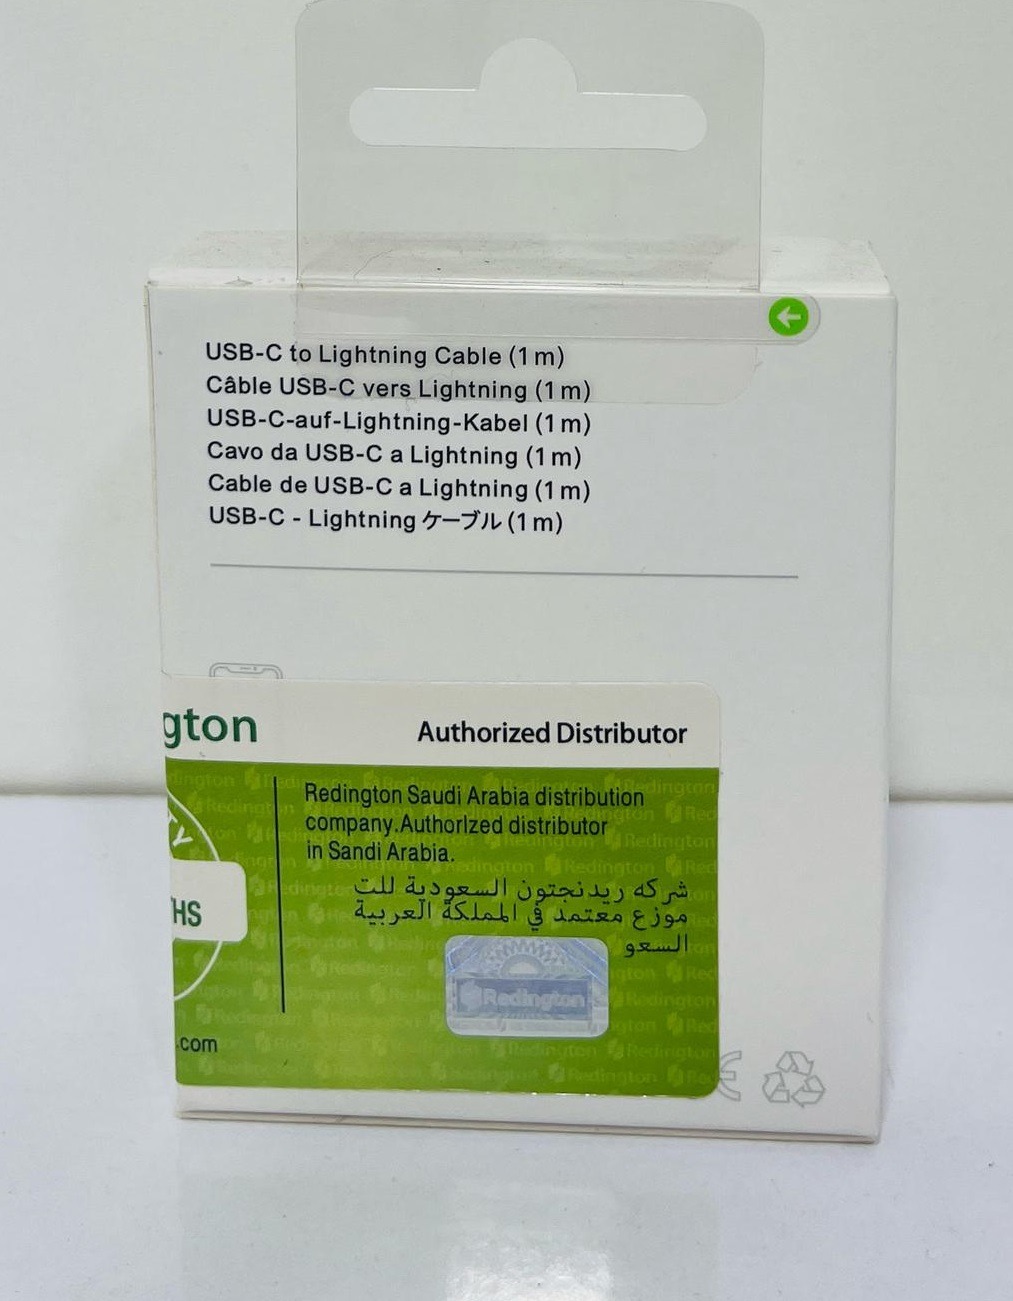 USB-C to Lightning Cable (1 m)
Câble USB-C vers Lightning (1 m)
USB-C-auf-Lightning-Kabel (1 m)
Cavo da USB-C a Lightning (1 m)
Cable de USB-C a Lightning (1 m)
USB-C - Lightning ケーブル (1 m)
gton
Authorized Distributor
Redington Saudi Arabia distribution
company.AuthorIzed distributor
in Sandi Arabia.
شركه ريدنجتون السعودية للت
موزع معتمد في المملكة العربية
السعو
TY
THS
Redington
.com